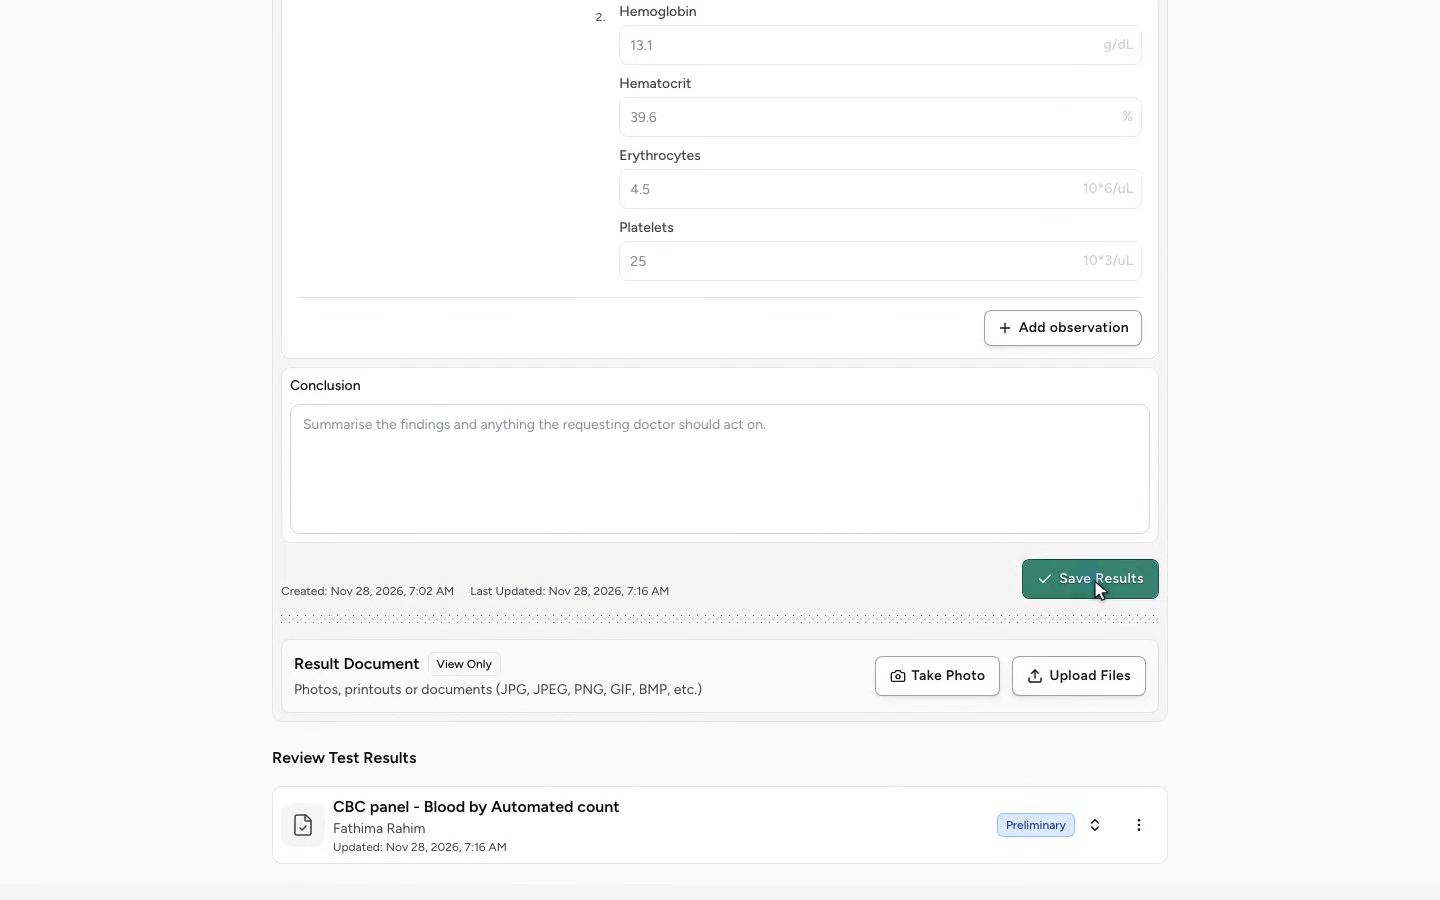 2.
Hemoglobin
13.1 g/dL
Hematocrit
39.6 %
Erythrocytes
4.5 10*6/uL
Platelets
25 10*3/uL
Add observation
Conclusion
Summarise the findings and anything the requesting doctor should act on.
Save Results
Created: Nov 28, 2026, 7:02 AM Last Updated: Nov 28, 2026, 7:16 AM
Result Document View Only
Photos, printouts or documents (JPG, JPEG, PNG, GIF, BMP, etc.)
Take Photo Upload Files
Review Test Results
CBC panel - Blood by Automated count
Fathima Rahim
Updated: Nov 28, 2026, 7:16 AM
Preliminary